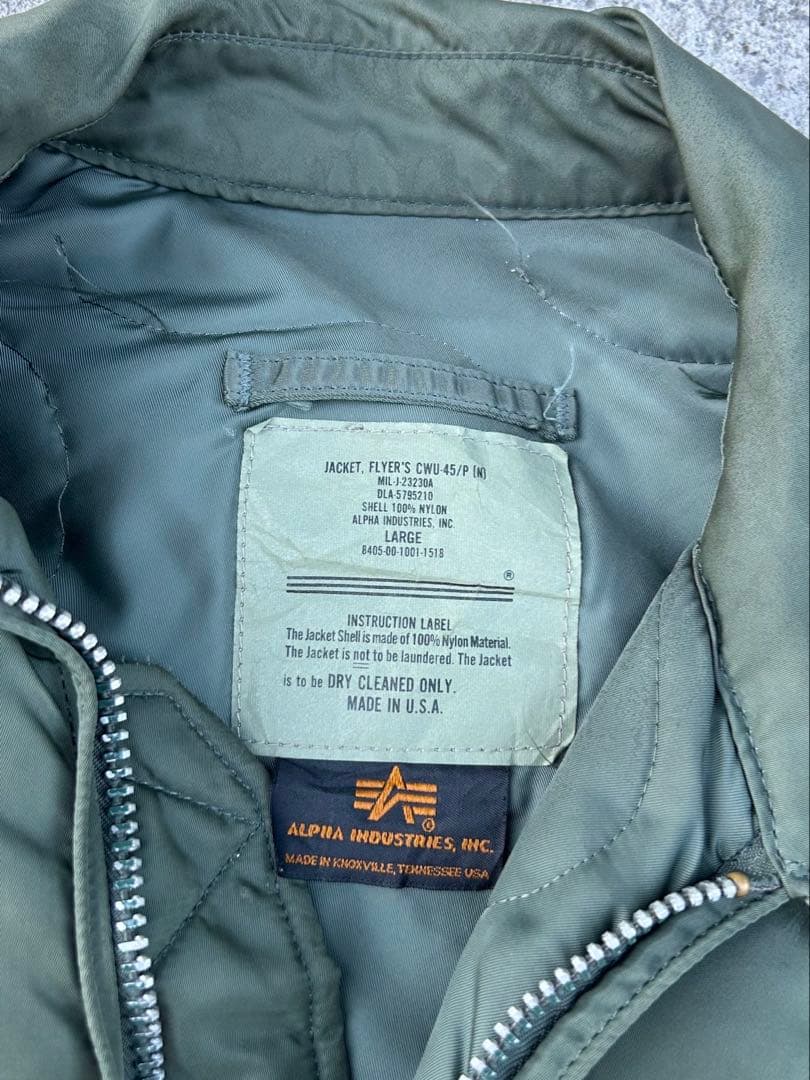 JACKET, FLYER'S CWU-45/P (N)
MIL-J-23230A
DLA-5795210
SHELL 100% NYLON
ALPHA INDUSTRIES, INC.
LARGE
8405-00-1001-1518
®
INSTRUCTION LABEL
The Jacket Shell is made of 100% Nylon Material.
The Jacket is not to be laundered. The Jacket
is to be DRY CLEANED ONLY.
MADE IN U.S.A.
ALPHA INDUSTRIES, INC.
MADE IN KNOXVILLE, TENNESSEE USA